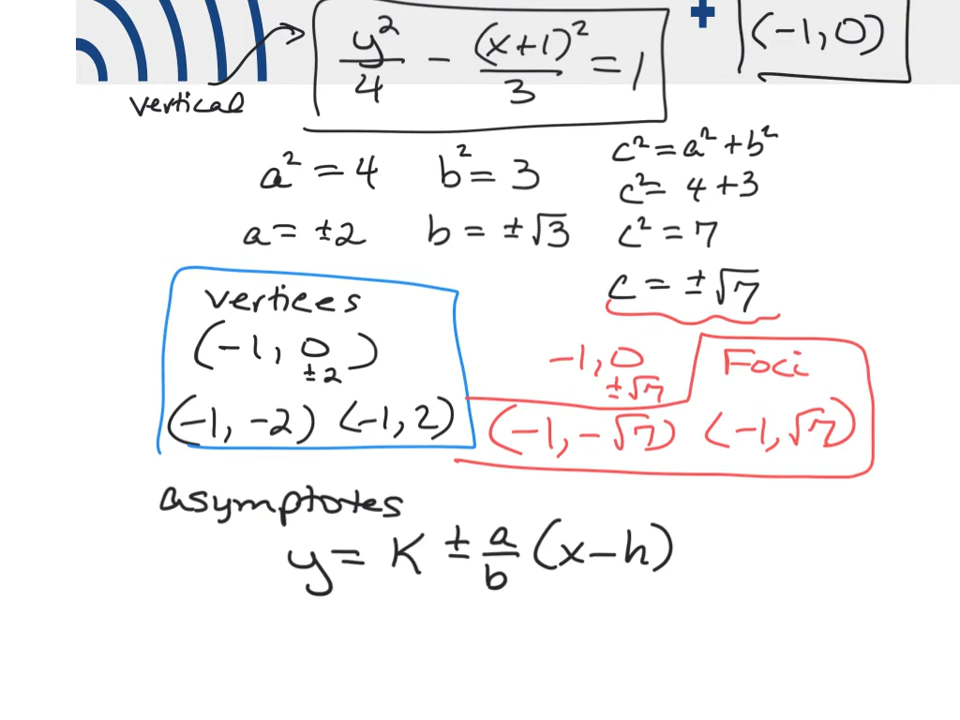 vertical y²/4 - (x+1)²/3 = 1 (-1,0)
a² = 4 b² = 3 c² = a² + b²
c² = 4 + 3
a = ±2 b = ±√3 c² = 7
c = ±√7
vertices
(-1, 0 ±2)
(-1, -2) (-1, 2)
-1, 0 ±√7 Foci
(-1, -√7) (-1, √7)
asymptotes
y = K ± a/b (x-h)